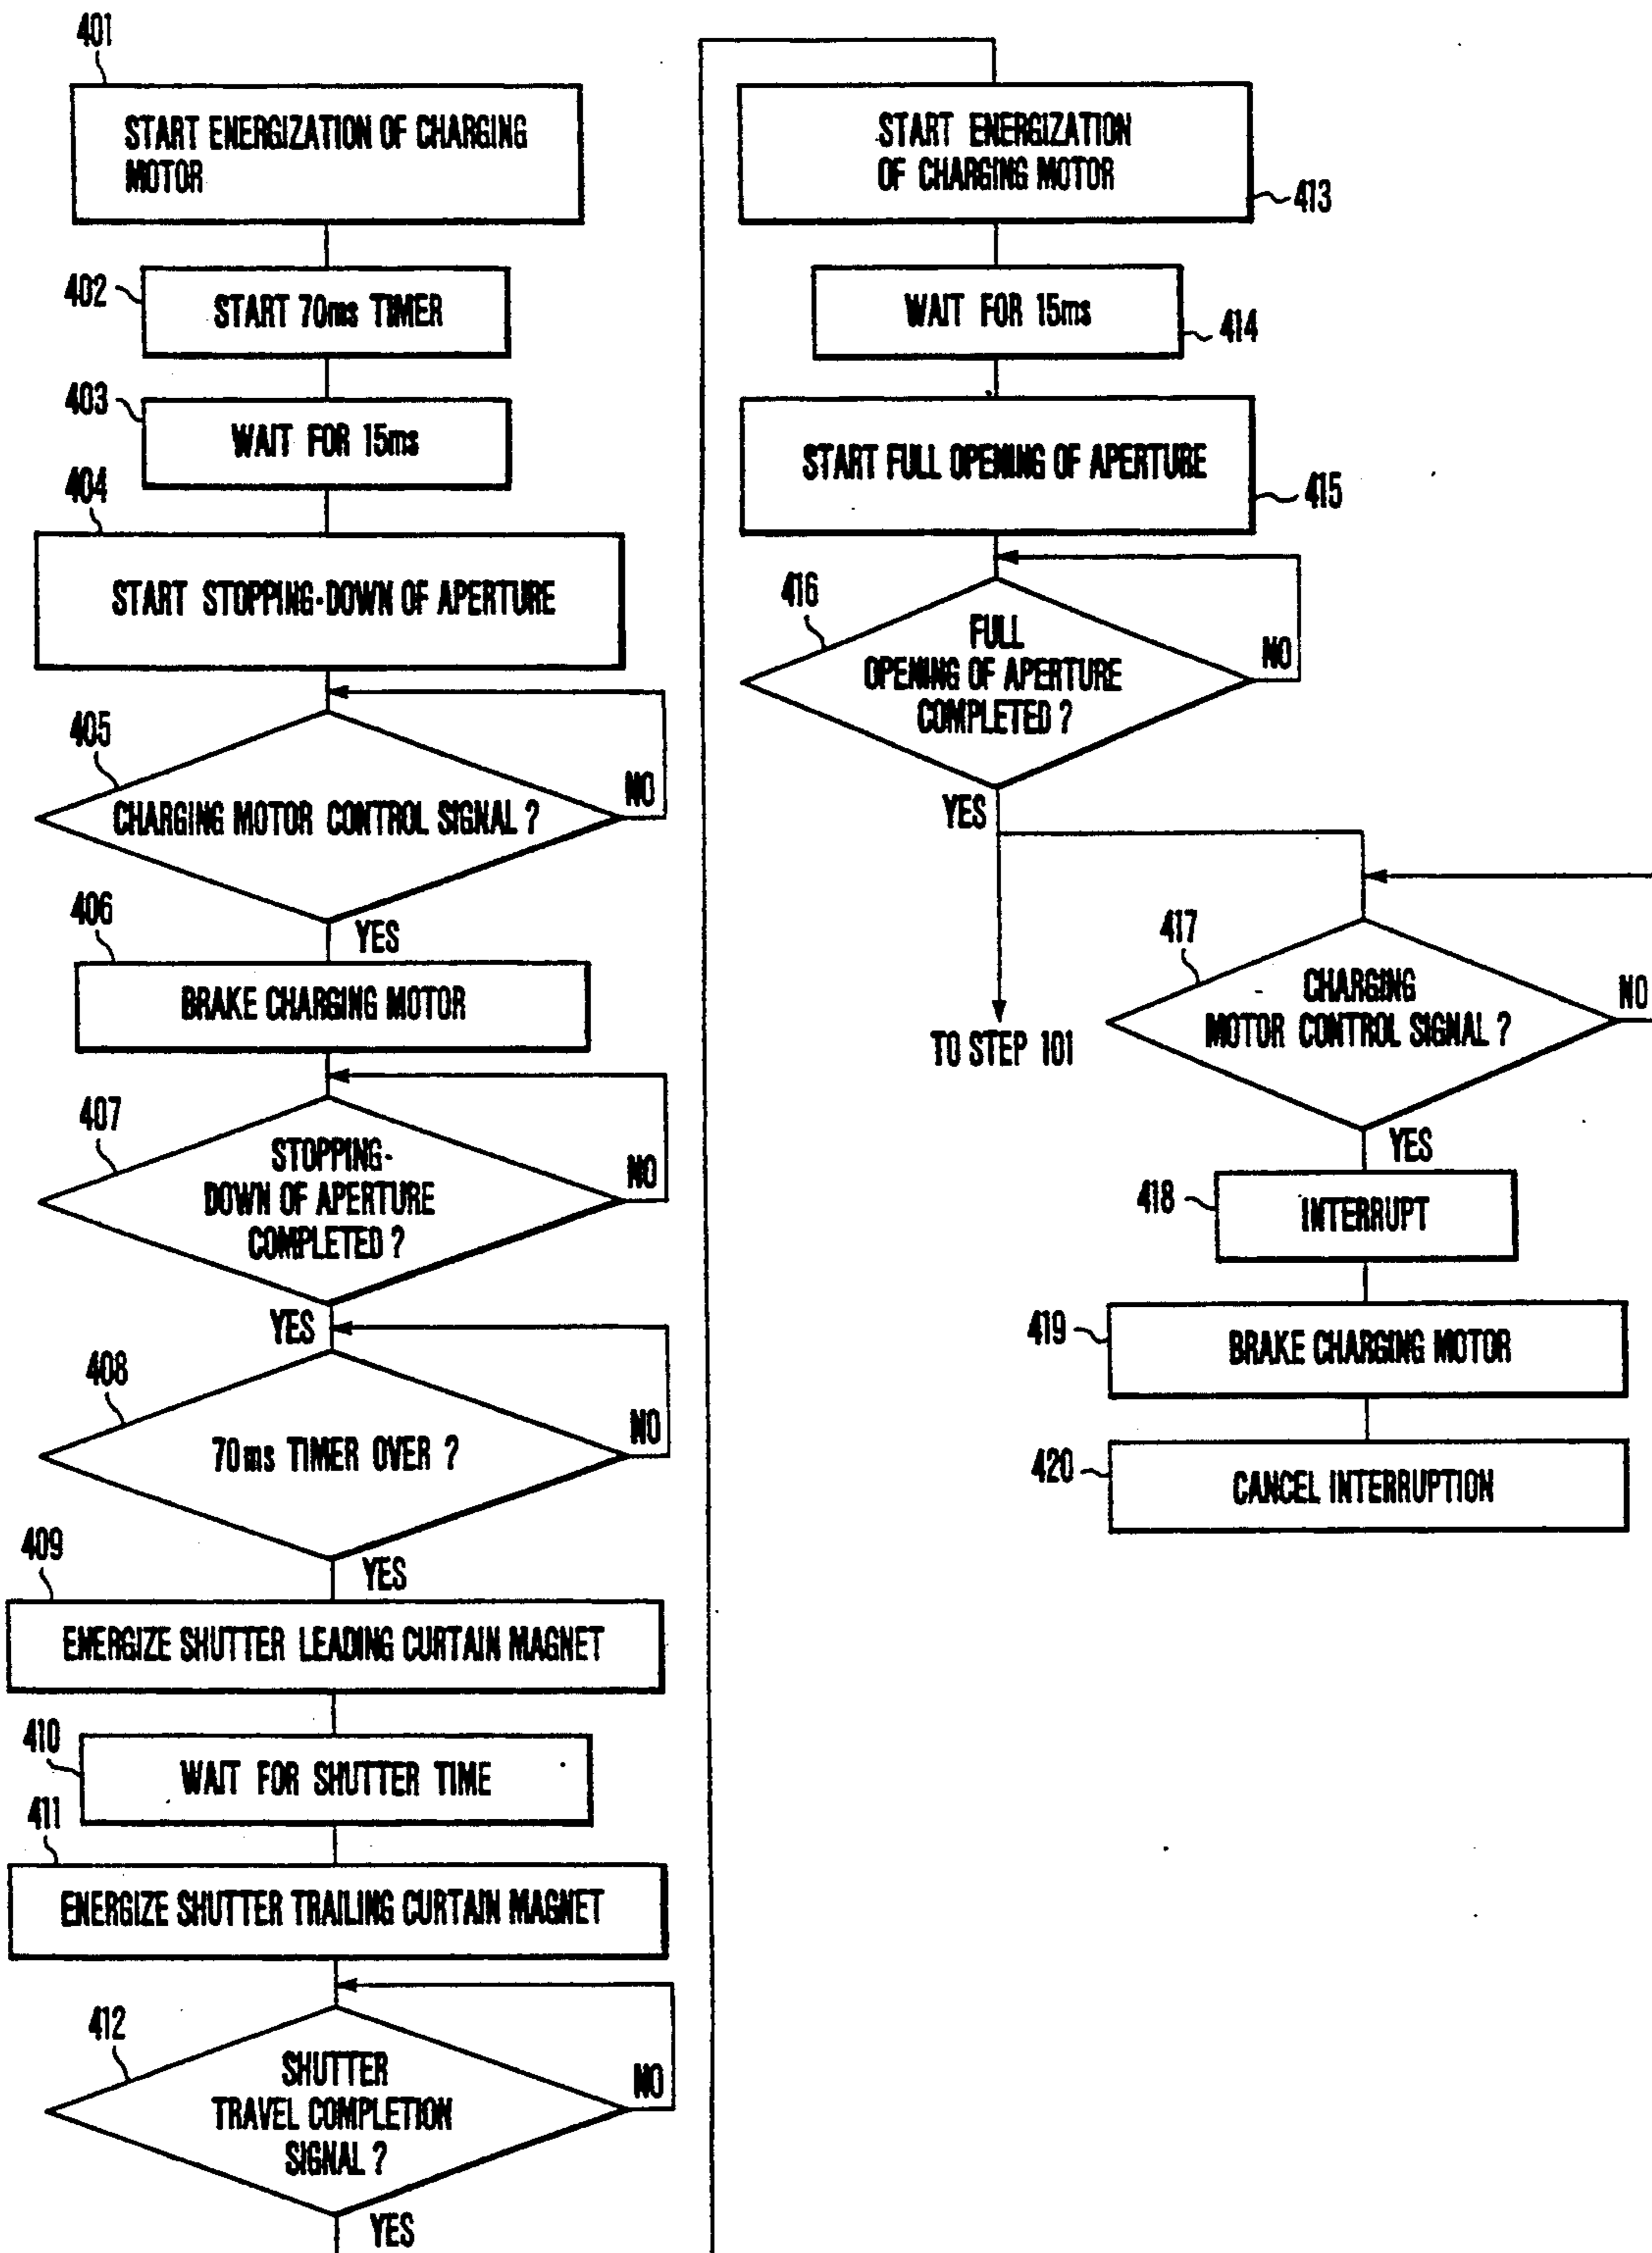 401
START ENERGIZATION OF CHARGING
MOTOR
402
START 70ms TIMER
403
WAIT FOR 15ms
404
START STOPPING-DOWN OF APERTURE
405
CHARGING MOTOR CONTROL SIGNAL ?
NO
YES
406
BRAKE CHARGING MOTOR
407
STOPPING-
DOWN OF APERTURE
COMPLETED ?
NO
YES
408
70ms TIMER OVER ?
NO
YES
409
ENERGIZE SHUTTER LEADING CURTAIN MAGNET
410
WAIT FOR SHUTTER TIME
411
ENERGIZE SHUTTER TRAILING CURTAIN MAGNET
412
SHUTTER
TRAVEL COMPLETION
SIGNAL ?
NO
YES
START ENERGIZATION
OF CHARGING MOTOR
413
WAIT FOR 15ms
414
START FULL OPENING OF APERTURE
415
416
FULL
OPENING OF APERTURE
COMPLETED ?
NO
YES
TO STEP 101
417
CHARGING
MOTOR CONTROL SIGNAL ?
NO
YES
418
INTERRUPT
419
BRAKE CHARGING MOTOR
420
CANCEL INTERRUPTION